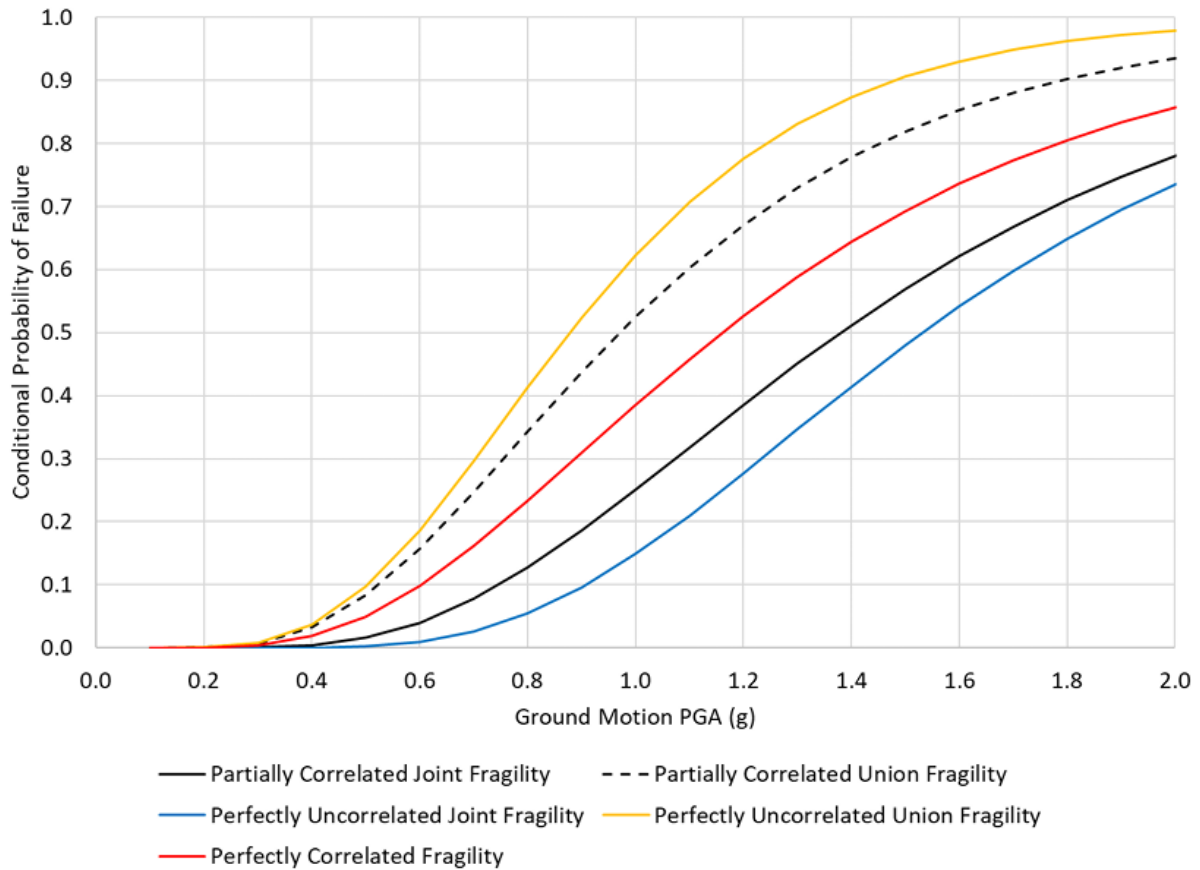 1.0
0.9
0.8
0.7
0.6
0.5
0.4
0.3
0.2
0.1
0.0
Conditional Probability of Failure
0.0 0.2 0.4 0.6 0.8 1.0 1.2 1.4 1.6 1.8 2.0
Ground Motion PGA (g)
Partially Correlated Joint Fragility
Partially Correlated Union Fragility
Perfectly Uncorrelated Joint Fragility
Perfectly Uncorrelated Union Fragility
Perfectly Correlated Fragility